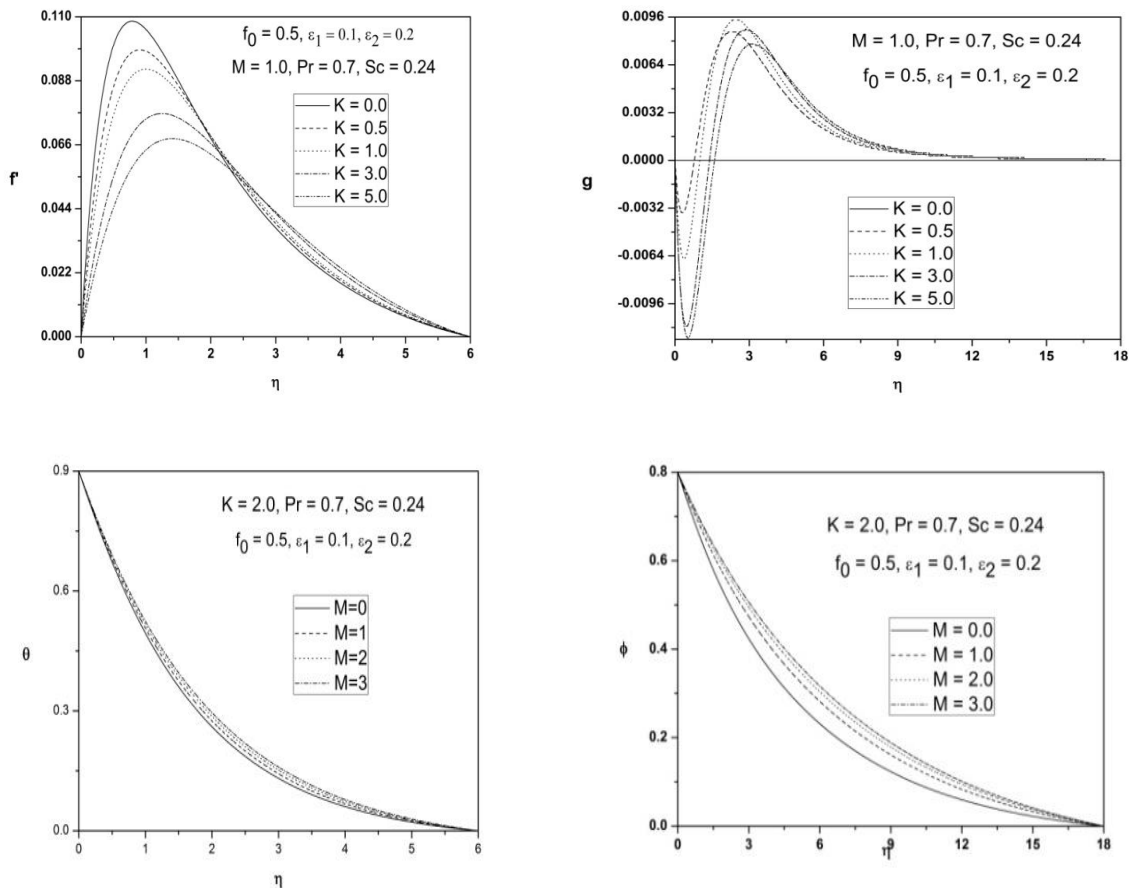 0.110
0.088
0.066
0.044
0.022
0.000
f'
f0 = 0.5, ε1 = 0.1, ε2 = 0.2
M = 1.0, Pr = 0.7, Sc = 0.24
K = 0.0
K = 0.5
K = 1.0
K = 3.0
K = 5.0
0 1 2 3 4 5 6
η
0.0096
0.0064
0.0032
0.0000
-0.0032
-0.0064
-0.0096
g
M = 1.0, Pr = 0.7, Sc = 0.24
f0 = 0.5, ε1 = 0.1, ε2 = 0.2
K = 0.0
K = 0.5
K = 1.0
K = 3.0
K = 5.0
0 3 6 9 12 15 18
η
0.9
0.6
0.3
0.0
θ
K = 2.0, Pr = 0.7, Sc = 0.24
f0 = 0.5, ε1 = 0.1, ε2 = 0.2
M=0
M=1
M=2
M=3
0 1 2 3 4 5 6
η
0.8
0.6
0.4
0.2
0.0
ϕ
K = 2.0, Pr = 0.7, Sc = 0.24
f0 = 0.5, ε1 = 0.1, ε2 = 0.2
M = 0.0
M = 1.0
M = 2.0
M = 3.0
0 3 6 9 12 15 18
η